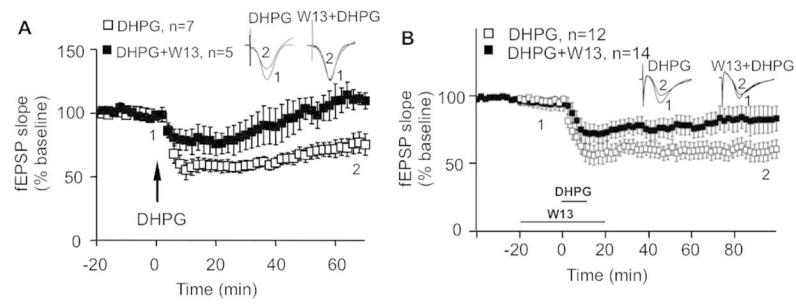 A
DHPG, n=7
DHPG+W13, n=5
DHPG
W13+DHPG
2
1
2
1
fEPSP slope
(% baseline)
150
100
50
0
1
2
DHPG
-20
0
20
40
60
Time (min)
B
DHPG, n=12
DHPG+W13, n=14
DHPG
W13+DHPG
2
1
2
1
fEPSP slope
(% baseline)
100
50
0
1
2
DHPG
W13
-20
0
20
40
60
80
Time (min)